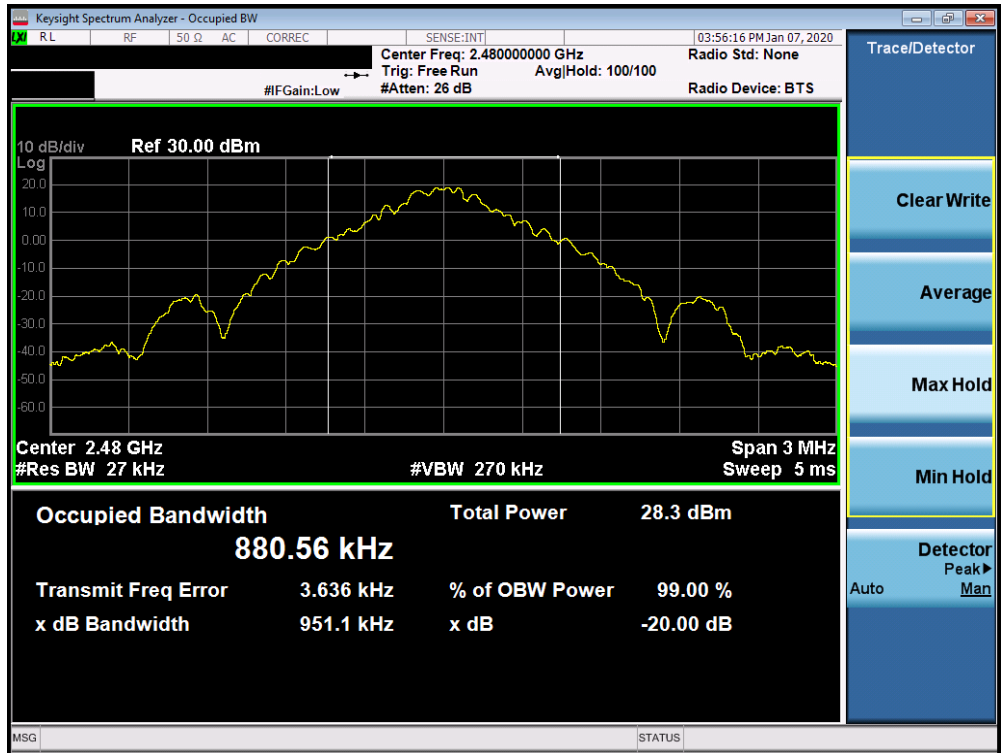 Keysight Spectrum Analyzer - Occupied BW
LXI RL RF 50 Ω AC CORREC SENSE:INT 03:56:16 PM Jan 07, 2020
Center Freq: 2.480000000 GHz Radio Std: None
Trig: Free Run Avg|Hold: 100/100
#IFGain:Low #Atten: 26 dB Radio Device: BTS
10 dB/div Ref 30.00 dBm
Log
20.0
10.0
0.00
-10.0
-20.0
-30.0
-40.0
-50.0
-60.0
Center 2.48 GHz Span 3 MHz
#Res BW 27 kHz #VBW 270 kHz Sweep 5 ms
Occupied Bandwidth Total Power 28.3 dBm
880.56 kHz
Transmit Freq Error 3.636 kHz % of OBW Power 99.00 %
x dB Bandwidth 951.1 kHz x dB -20.00 dB
MSG STATUS
Trace/Detector
Clear Write
Average
Max Hold
Min Hold
Detector
Peak▶
Auto Man